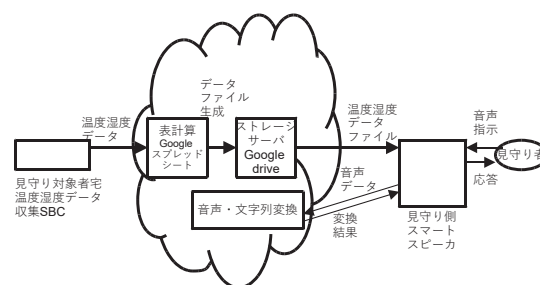 データ
ファイル
生成
温度湿度
データ
表計算
Google
スプレッド
シート
ストレージ
サーバ
Google
drive
温度湿度
データ
ファイル
音声
指示
見守り者
応答
見守り対象者宅
温度湿度データ
収集SBC
音声
データ
音声・文字列変換
変換
結果
見守り側
スマート
スピーカ